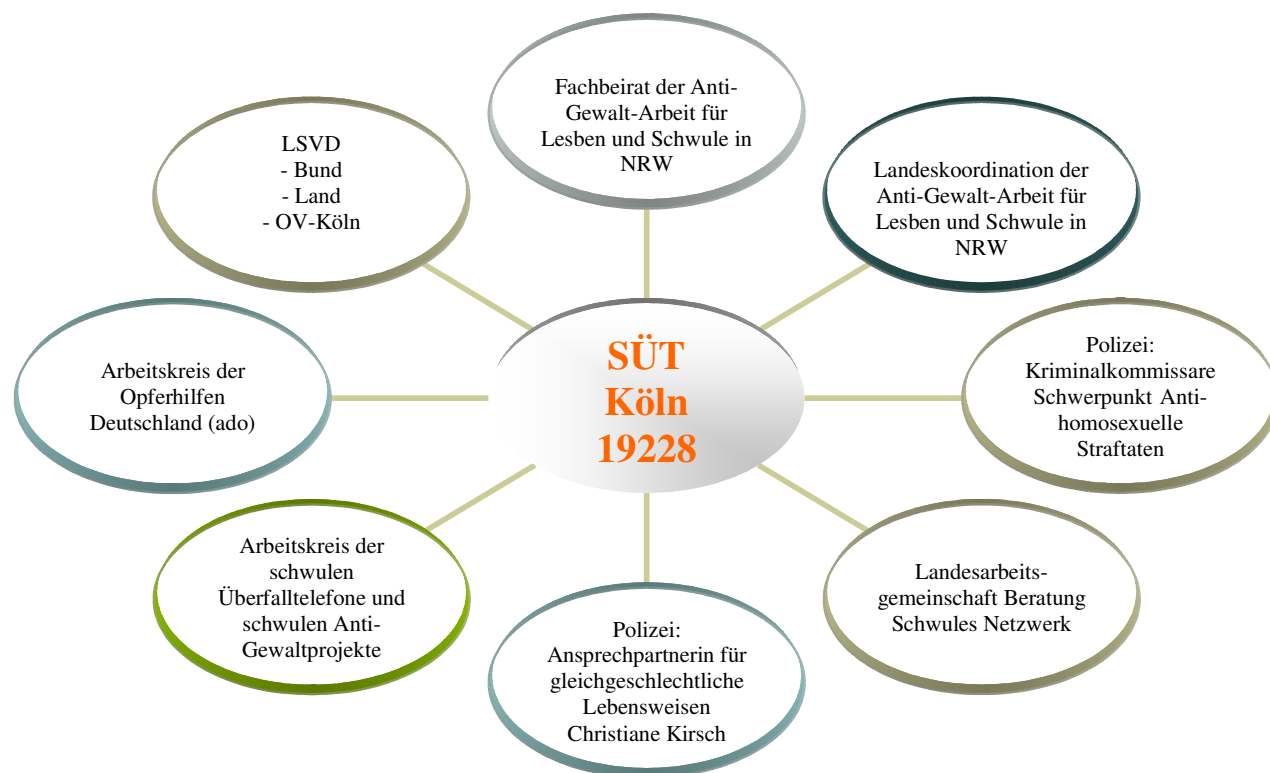 Fachbeirat der Anti-
Gewalt-Arbeit für
Lesben und Schwule in
NRW
LSVD
- Bund
- Land
- OV-Köln
Landeskoordination der
Anti-Gewalt-Arbeit für
Lesben und Schwule in
NRW
Arbeitskreis der
Opferhilfen
Deutschland (ado)
SÜT
Köln
19228
Polizei:
Kriminalkommissare
Schwerpunkt Anti-
homosexuelle
Straftaten
Arbeitskreis der
schwulen
Überfalltelefone und
schwulen Anti-
Gewaltprojekte
Polizei:
Ansprechpartnerin für
gleichgeschlechtliche
Lebensweisen
Christiane Kirsch
Landesarbeits-
gemeinschaft Beratung
Schwules Netzwerk